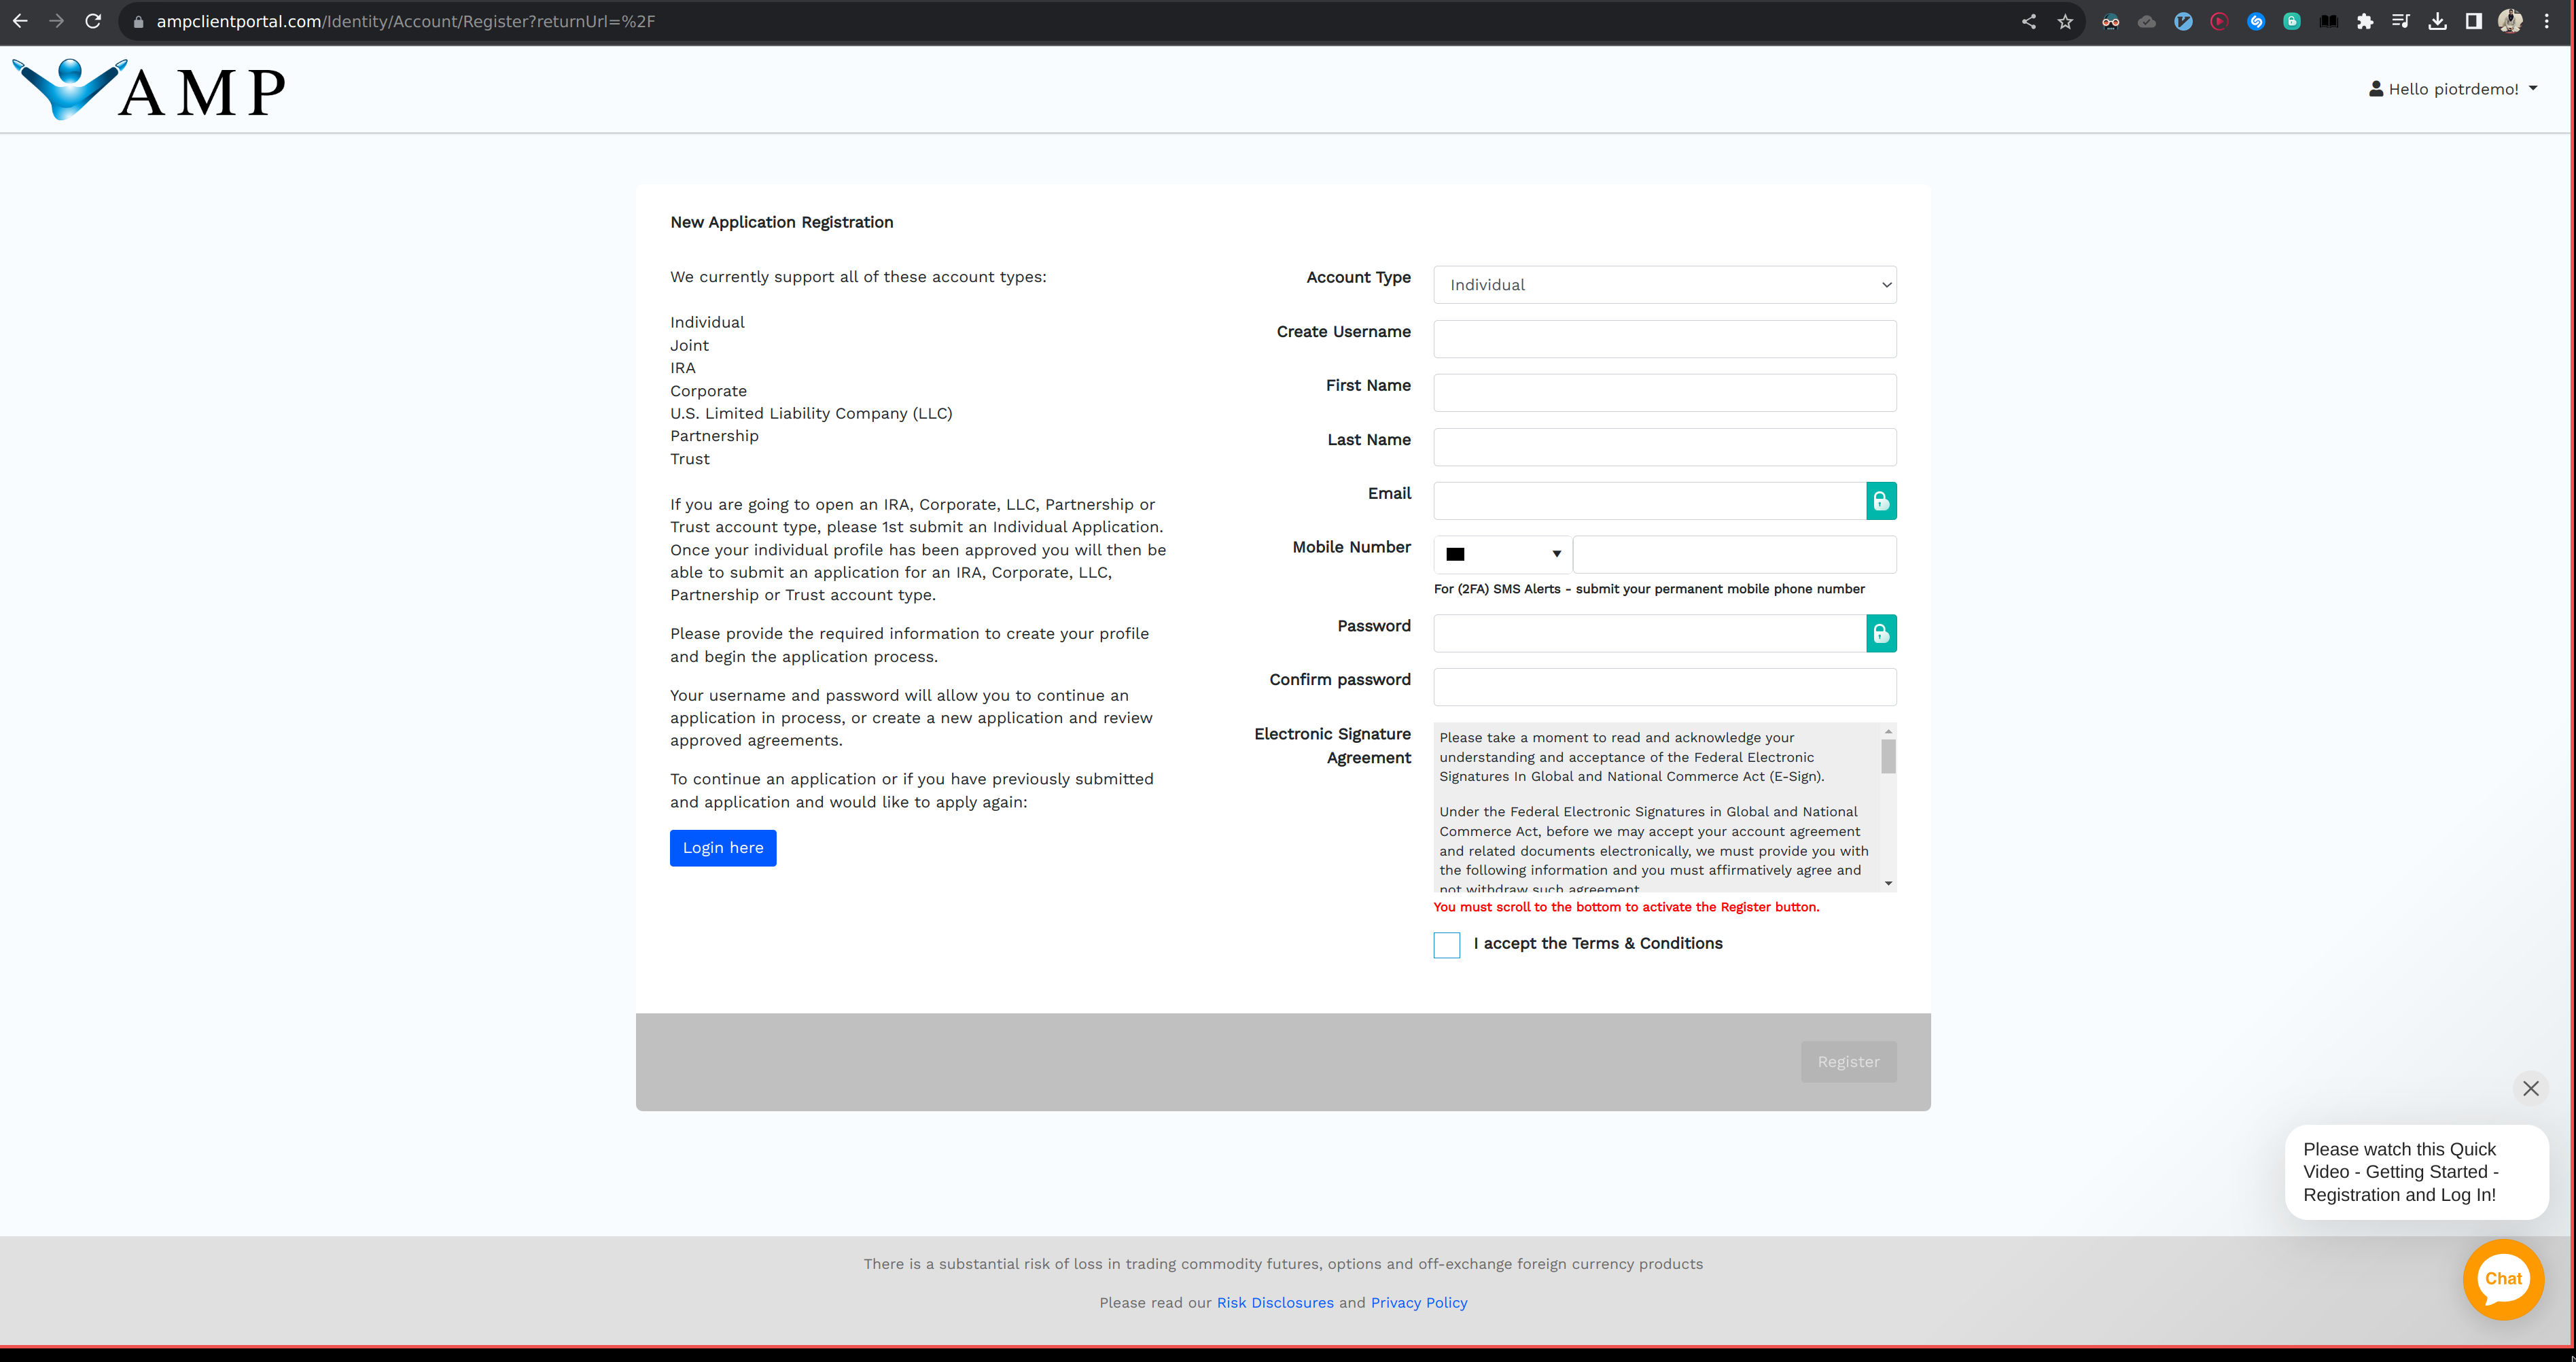 ampclientportal.com/Identity/Account/Register?returnUrl=%2F
AMP
Hello piotrdemo!
New Application Registration
We currently support all of these account types:
Individual
Joint
IRA
Corporate
U.S. Limited Liability Company (LLC)
Partnership
Trust
If you are going to open an IRA, Corporate, LLC, Partnership or
Trust account type, please 1st submit an Individual Application.
Once your individual profile has been approved you will then be
able to submit an application for an IRA, Corporate, LLC,
Partnership or Trust account type.
Please provide the required information to create your profile
and begin the application process.
Your username and password will allow you to continue an
application in process, or create a new application and review
approved agreements.
To continue an application or if you have previously submitted
and application and would like to apply again:
Login here
Account Type
Individual
Create Username
First Name
Last Name
Email
Mobile Number
For (2FA) SMS Alerts - submit your permanent mobile phone number
Password
Confirm password
Electronic Signature
Agreement
Please take a moment to read and acknowledge your
understanding and acceptance of the Federal Electronic
Signatures In Global and National Commerce Act (E-Sign).
Under the Federal Electronic Signatures in Global and National
Commerce Act, before we may accept your account agreement
and related documents electronically, we must provide you with
the following information and you must affirmatively agree and
not withdraw such agreement
You must scroll to the bottom to activate the Register button.
I accept the Terms & Conditions
Register
Please watch this Quick
Video - Getting Started -
Registration and Log In!
Chat
There is a substantial risk of loss in trading commodity futures, options and off-exchange foreign currency products
Please read our Risk Disclosures and Privacy Policy